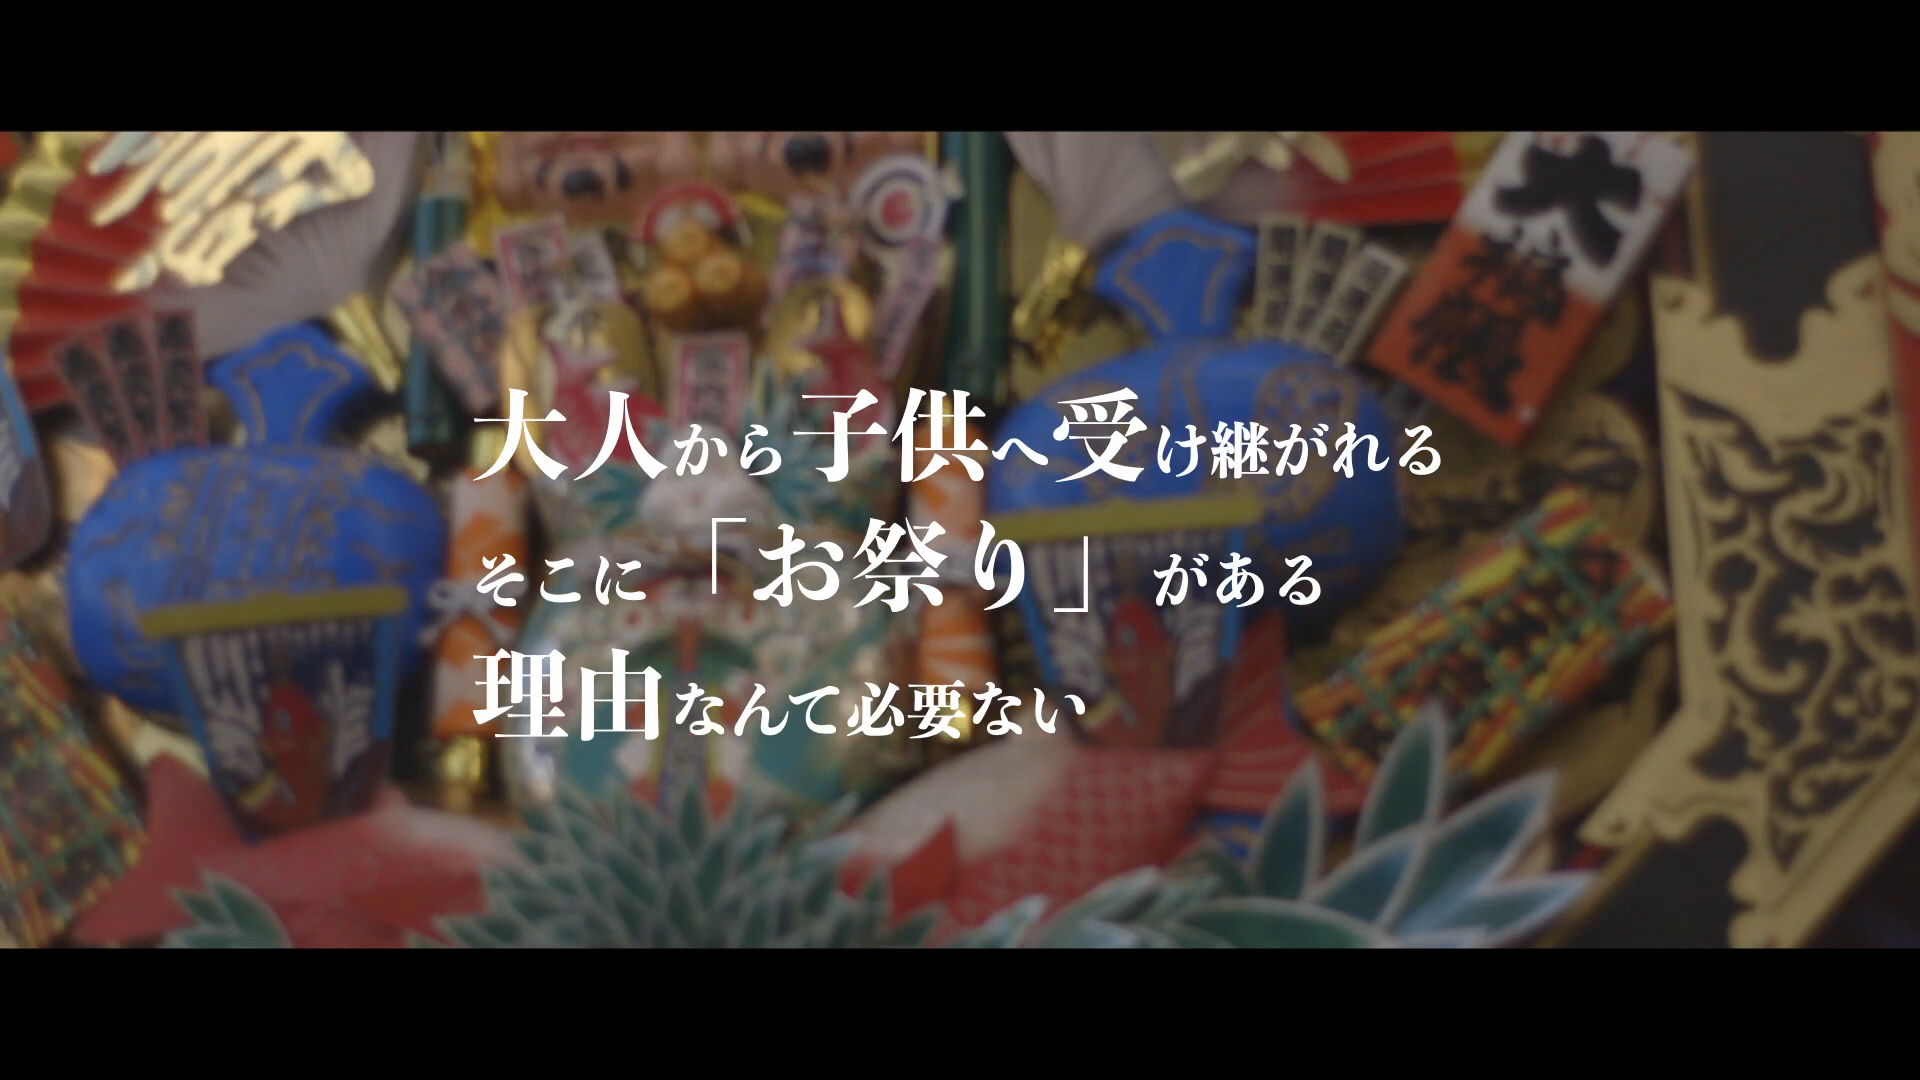 大人から子供へ受け継がれる
そこに「お祭り」がある
理由なんて必要ない